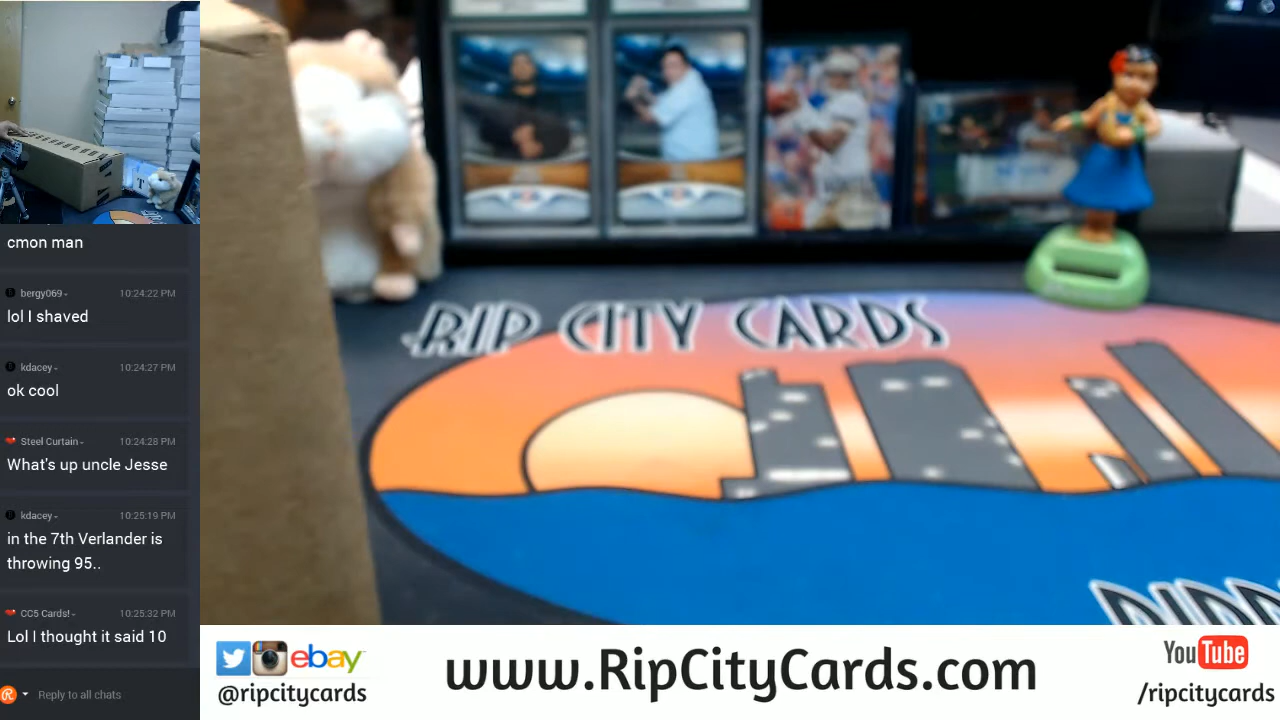 cmon man
bergy069
10:24:22 PM
lol I shaved
kdacey
10:24:27 PM
ok cool
Steel Curtain
10:24:28 PM
What's up uncle Jesse
kdacey
10:25:19 PM
in the 7th Verlander is
throwing 95..
CC5 Cards!
10:25:32 PM
Lol I thought it said 10
Reply to all chats
RIP CITY CARDS
ebay
@ripcitycards
www.RipCityCards.com
YouTube
/ripcitycards